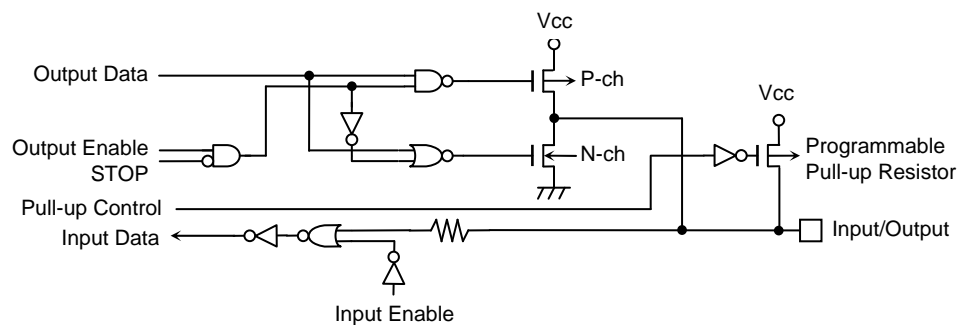 Vcc
Output Data
P-ch
Vcc
Output Enable
STOP
N-ch
Programmable
Pull-up Resistor
Pull-up Control
Input Data
Input/Output
Input Enable